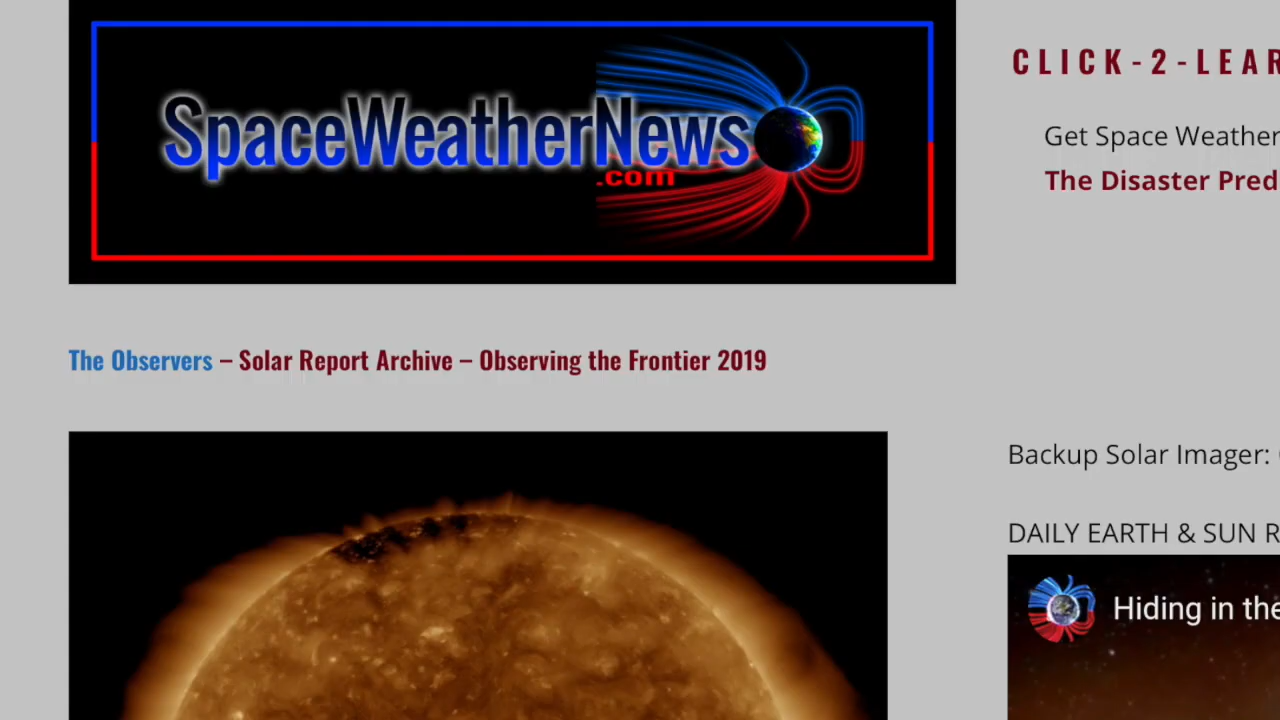 SpaceWeatherNews
.com
CLICK-2-LEAR
Get Space Weather
The Disaster Pred
The Observers – Solar Report Archive – Observing the Frontier 2019
Backup Solar Imager:
DAILY EARTH & SUN R
Hiding in the